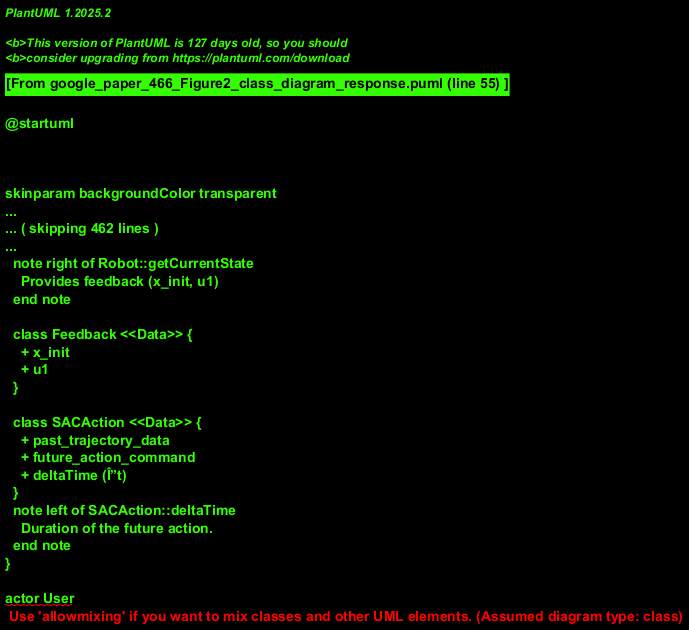 PlantUML 1.2025.2
<b>This version of PlantUML is 127 days old, so you should
<b>consider upgrading from https://plantuml.com/download
[From google_paper_466_Figure2_class_diagram_response.puml (line 55) ]
@startuml
skinparam backgroundColor transparent
...
... ( skipping 462 lines )
...
note right of Robot::getCurrentState
Provides feedback (x_init, u1)
end note
class Feedback <<Data>> {
+ x_init
+ u1
}
class SACAction <<Data>> {
+ past_trajectory_data
+ future_action_command
+ deltaTime (Î”t)
}
note left of SACAction::deltaTime
Duration of the future action.
end note
}
actor User
Use 'allowmixing' if you want to mix classes and other UML elements. (Assumed diagram type: class)